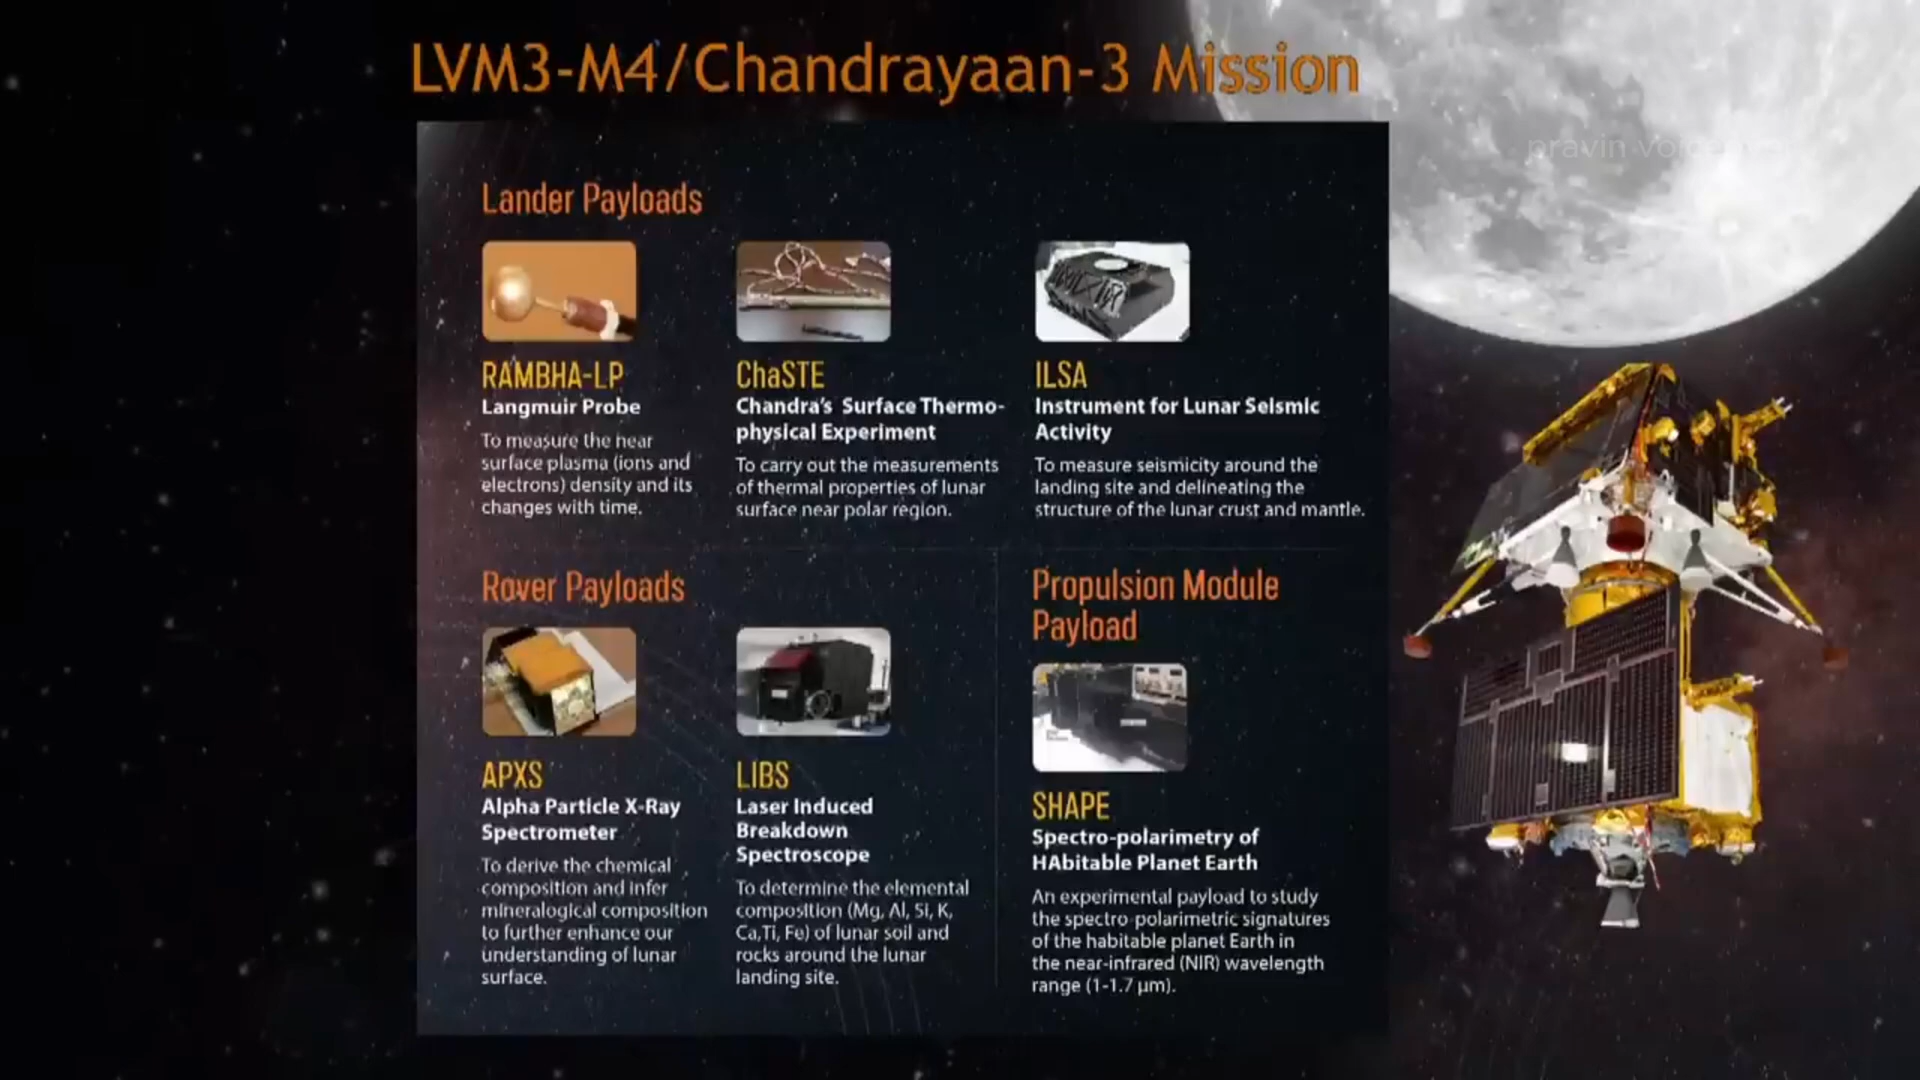 LVM3-M4/Chandrayaan-3 Mission
Lander Payloads
RAMBHA-LP
Langmuir Probe
To measure the near
surface plasma (ions and
electrons) density and its
changes with time.
ChaSTE
Chandra's Surface Thermo-
physical Experiment
To carry out the measurements
of thermal properties of lunar
surface near polar region.
ILSA
Instrument for Lunar Seismic
Activity
To measure seismicity around the
landing site and delineating the
structure of the lunar crust and mantle.
Rover Payloads
APXS
Alpha Particle X-Ray
Spectrometer
To derive the chemical
composition and infer
mineralogical composition
to further enhance our
understanding of lunar
surface.
LIBS
Laser Induced
Breakdown
Spectroscope
To determine the elemental
composition (Mg, Al, Si, K,
Ca,Ti, Fe) of lunar soil and
rocks around the lunar
landing site.
Propulsion Module
Payload
SHAPE
Spectro-polarimetry of
HAbitable Planet Earth
An experimental payload to study
the spectro-polarimetric signatures
of the habitable planet Earth in
the near-infrared (NIR) wavelength
range (1-1.7 μm).
pravin